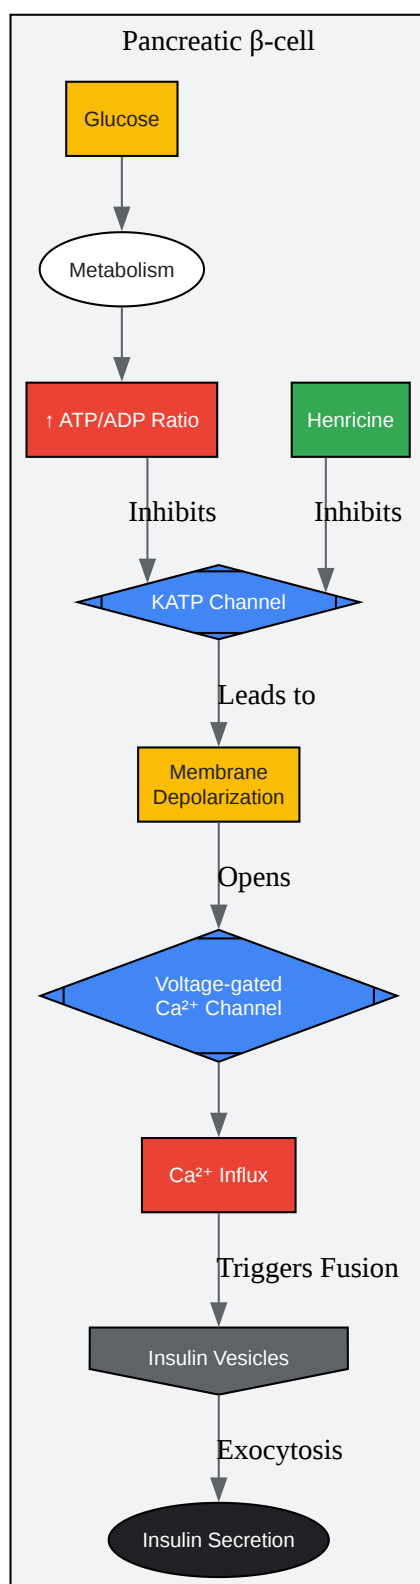 Pancreatic β-cell
Glucose
Metabolism
↑ ATP/ADP Ratio
Henricine
Inhibits
Inhibits
KATP Channel
Leads to
Membrane
Depolarization
Opens
Voltage-gated
Ca²⁺ Channel
Ca²⁺ Influx
Triggers Fusion
Insulin Vesicles
Exocytosis
Insulin Secretion